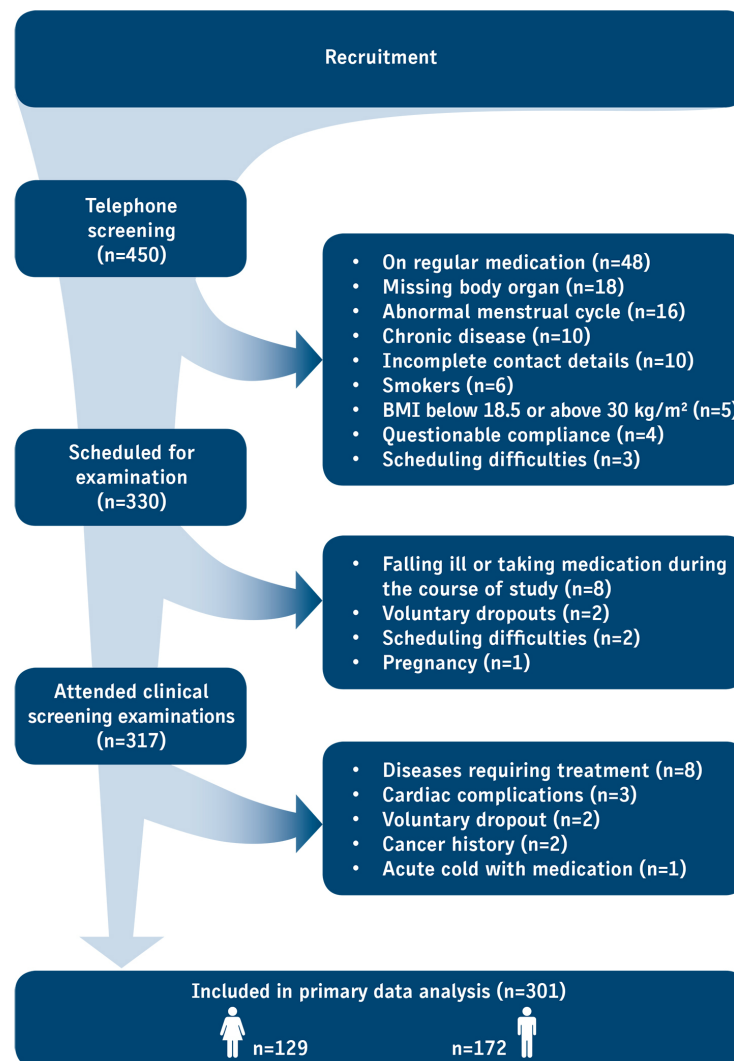 Recruitment
Telephone
screening
(n=450)
• On regular medication (n=48)
• Missing body organ (n=18)
• Abnormal menstrual cycle (n=16)
• Chronic disease (n=10)
• Incomplete contact details (n=10)
• Smokers (n=6)
• BMI below 18.5 or above 30 kg/m² (n=5)
• Questionable compliance (n=4)
• Scheduling difficulties (n=3)
Scheduled for
examination
(n=330)
• Falling ill or taking medication during
the course of study (n=8)
• Voluntary dropouts (n=2)
• Scheduling difficulties (n=2)
• Pregnancy (n=1)
Attended clinical
screening examinations
(n=317)
• Diseases requiring treatment (n=8)
• Cardiac complications (n=3)
• Voluntary dropout (n=2)
• Cancer history (n=2)
• Acute cold with medication (n=1)
Included in primary data analysis (n=301)
n=129 n=172